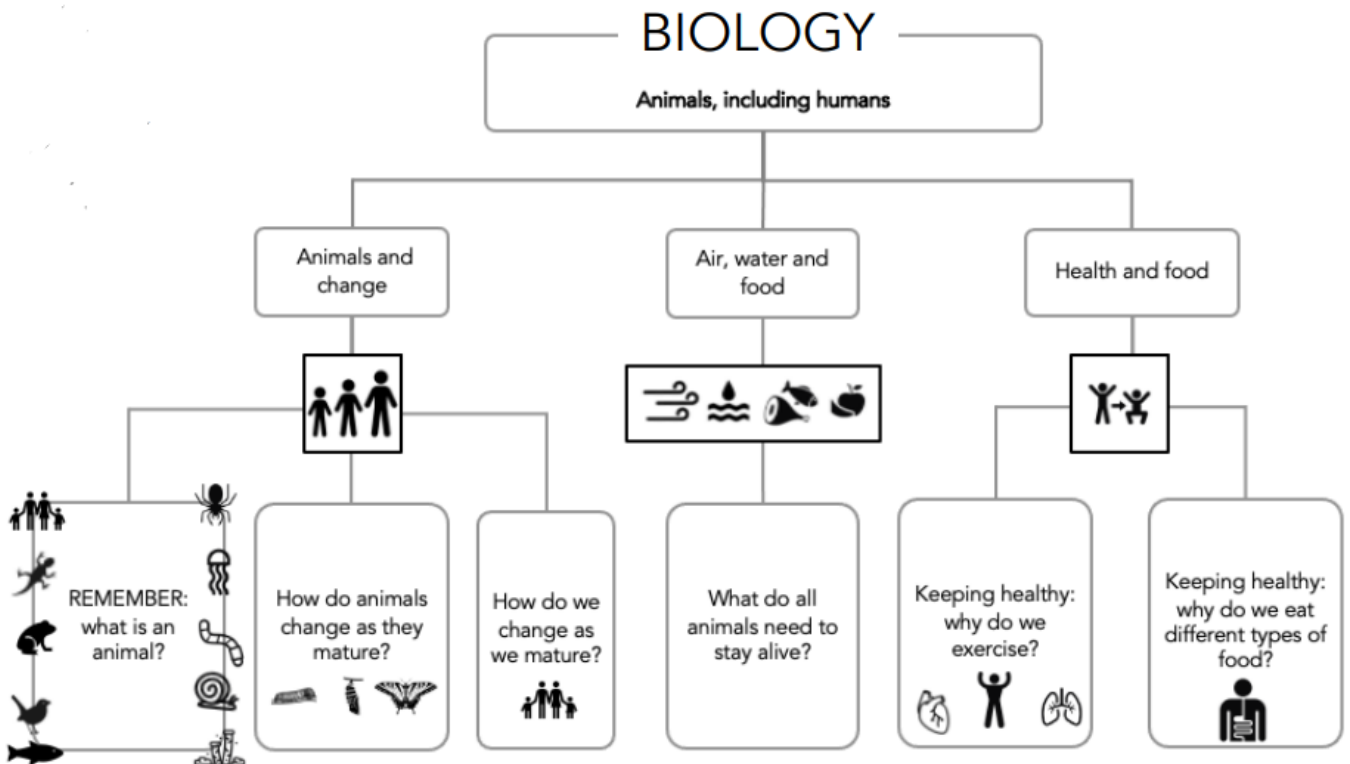 BIOLOGY
Animals, including humans
Animals and
change
Air, water and
food
Health and food
REMEMBER:
what is an
animal?
How do animals
change as they
mature?
How do we
change as
we mature?
What do all
animals need to
stay alive?
Keeping healthy:
why do we
exercise?
Keeping healthy:
why do we eat
different types of
food?